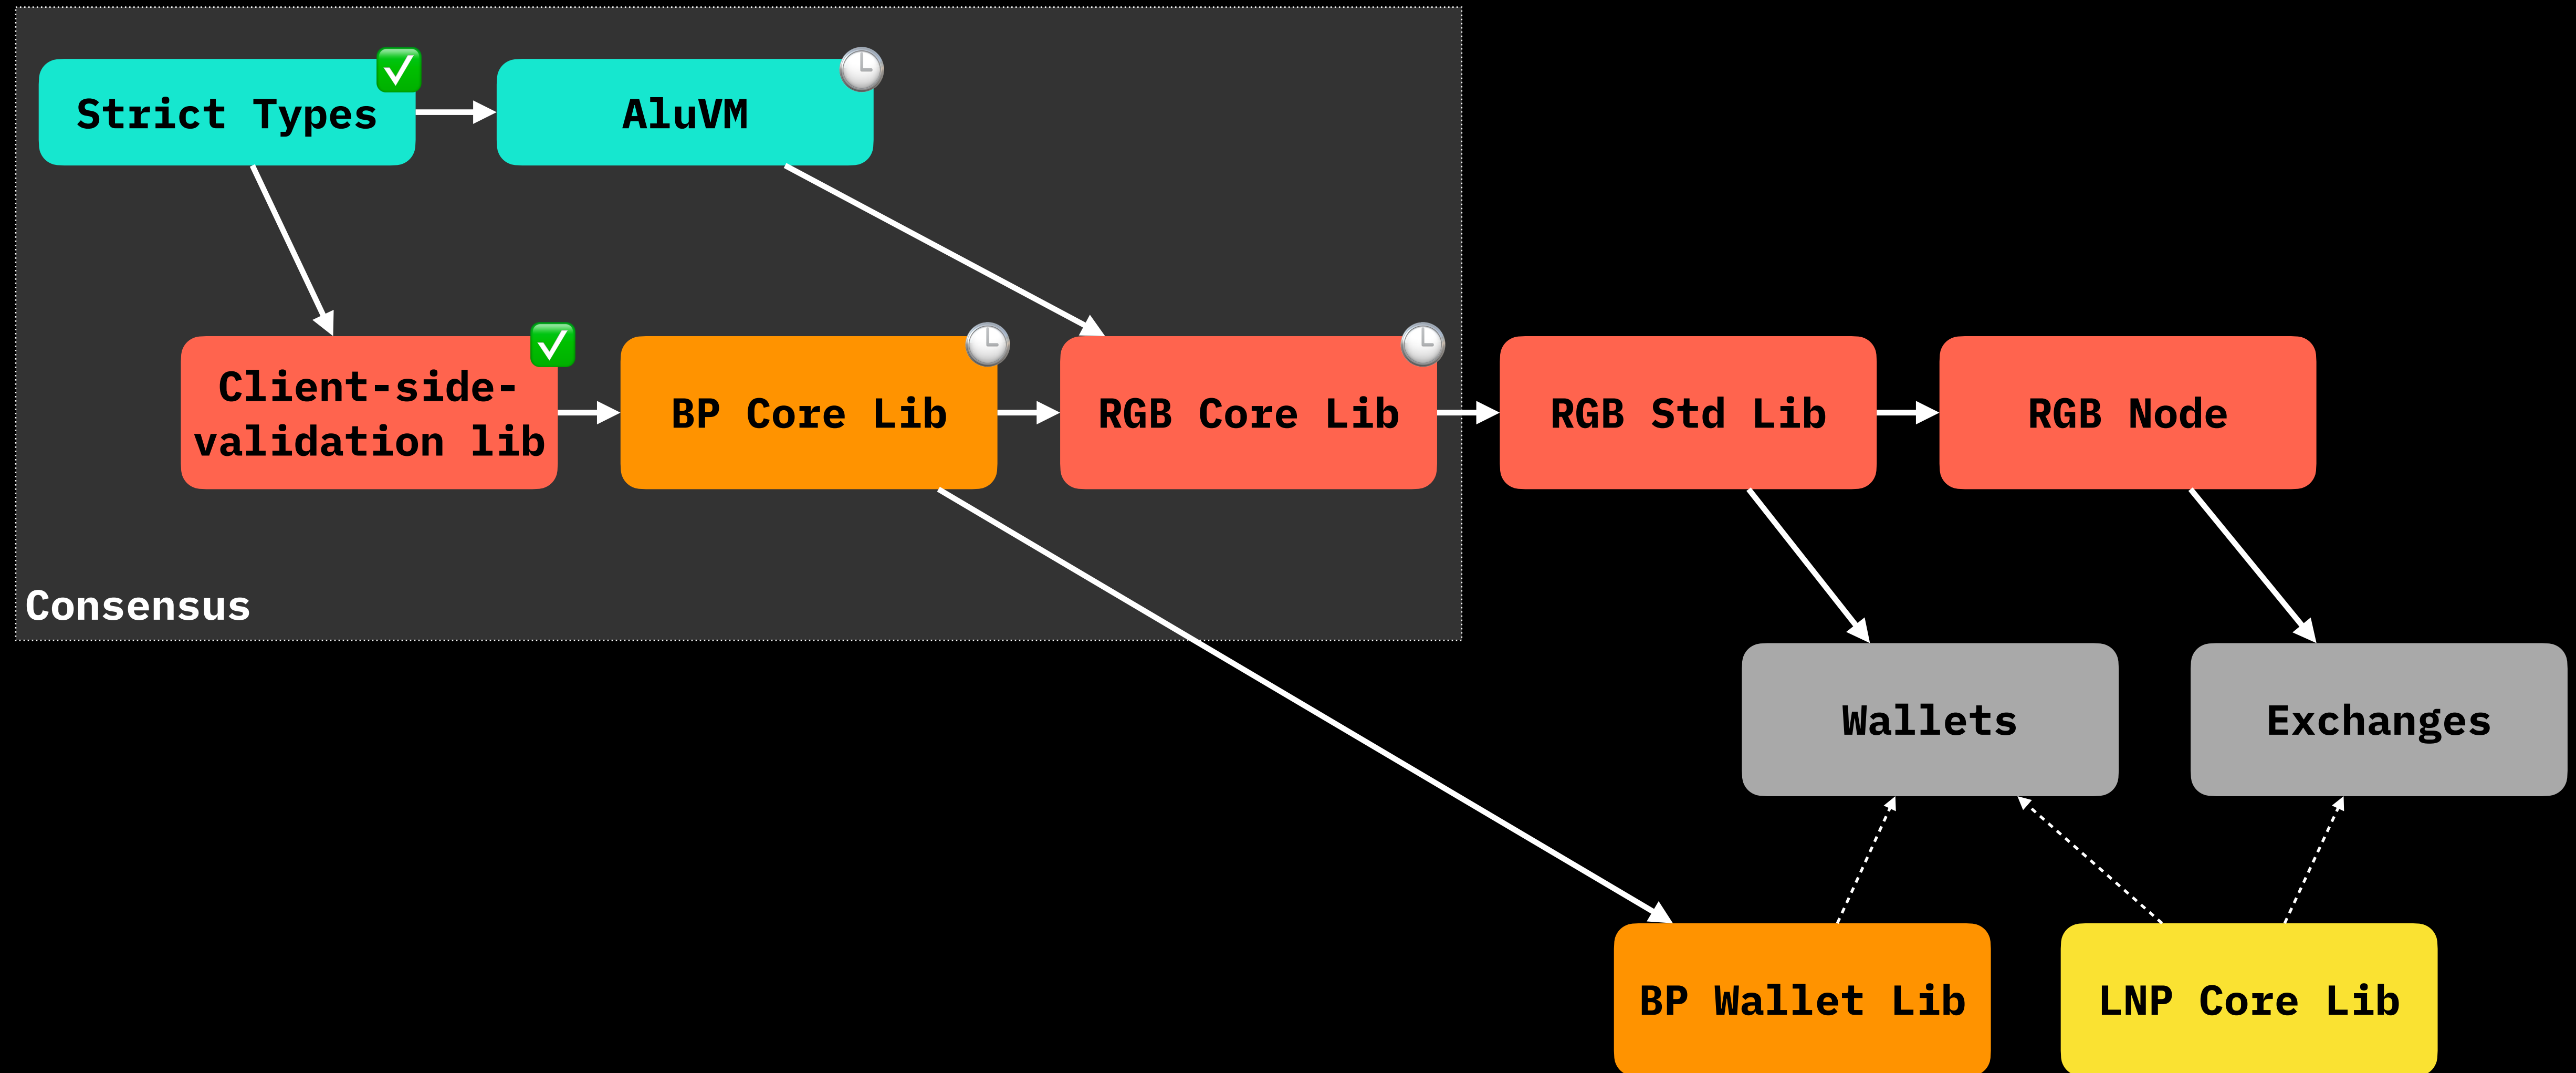 Strict Types
AluVM
Client-side-
validation lib
BP Core Lib
RGB Core Lib
RGB Std Lib
RGB Node
Consensus
Wallets
Exchanges
BP Wallet Lib
LNP Core Lib